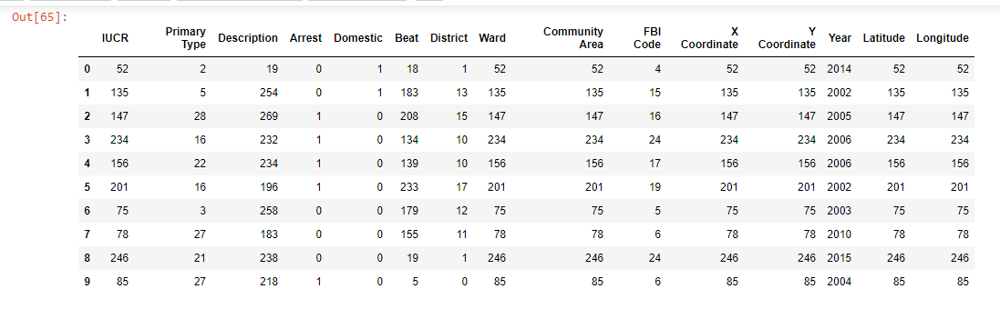 Out[65]:
IUCR Primary Type Description Arrest Domestic Beat District Ward Community Area FBI Code X Coordinate Y Coordinate Year Latitude Longitude
0 52 2 19 0 1 18 1 52 52 4 52 52 2014 52 52
1 135 5 254 0 1 183 13 135 135 15 135 135 2002 135 135
2 147 28 269 1 0 208 15 147 147 16 147 147 2005 147 147
3 234 16 232 1 0 134 10 234 234 24 234 234 2006 234 234
4 156 22 234 1 0 139 10 156 156 17 156 156 2006 156 156
5 201 16 196 1 0 233 17 201 201 19 201 201 2002 201 201
6 75 3 258 0 0 179 12 75 75 5 75 75 2003 75 75
7 78 27 183 0 0 155 11 78 78 6 78 78 2010 78 78
8 246 21 238 0 0 19 1 246 246 24 246 246 2015 246 246
9 85 27 218 1 0 5 0 85 85 6 85 85 2004 85 85